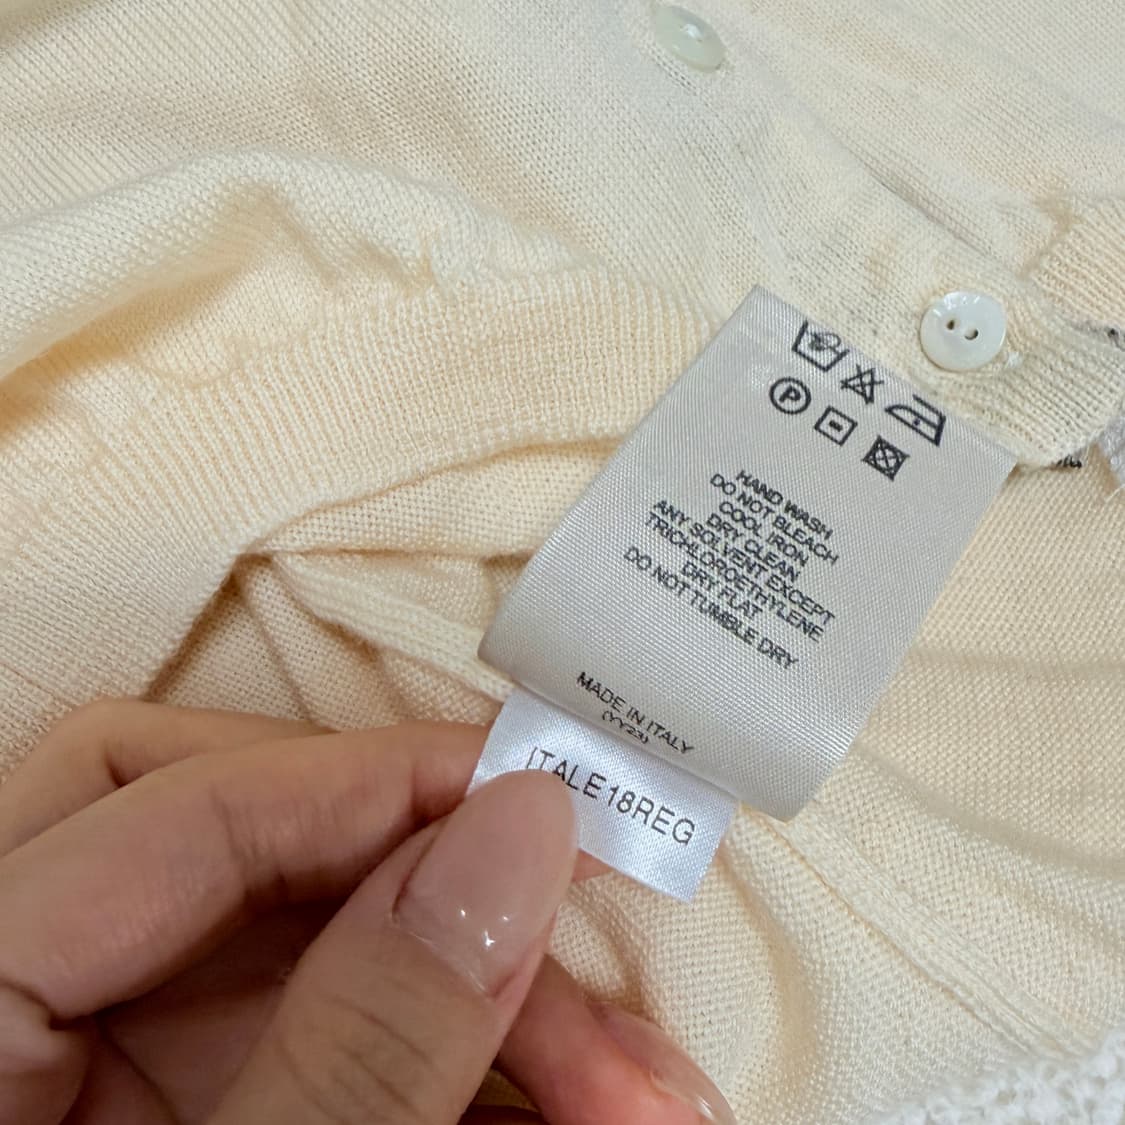 P
HAND WASH
DO NOT BLEACH
COOL IRON
DRY CLEAN
ANY SOLVENT EXCEPT
TRICHLOROETHYLENE
DRY FLAT
DO NOT TUMBLE DRY
MADE IN ITALY
(YY23)
ITALE18REG